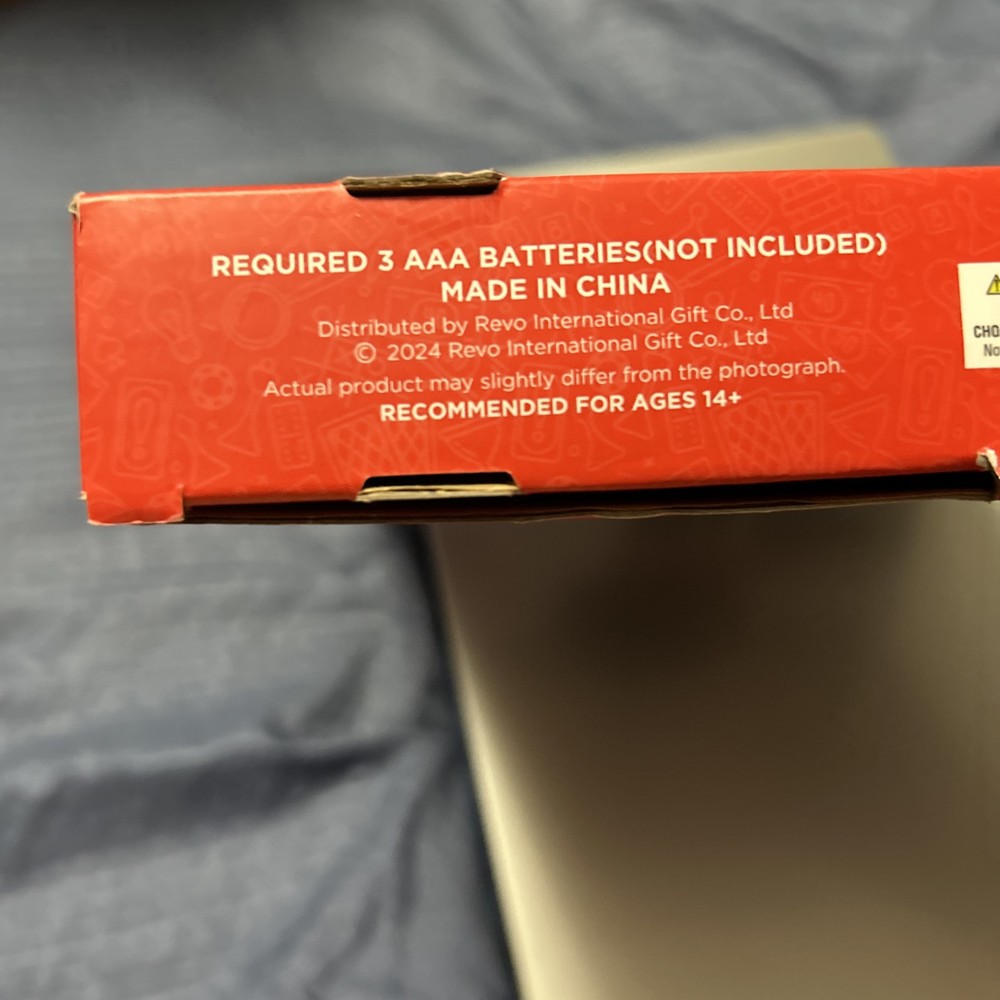 REQUIRED 3 AAA BATTERIES(NOT INCLUDED)
MADE IN CHINA
Distributed by Revo International Gift Co., Ltd
© 2024 Revo International Gift Co., Ltd
Actual product may slightly differ from the photograph.
RECOMMENDED FOR AGES 14+